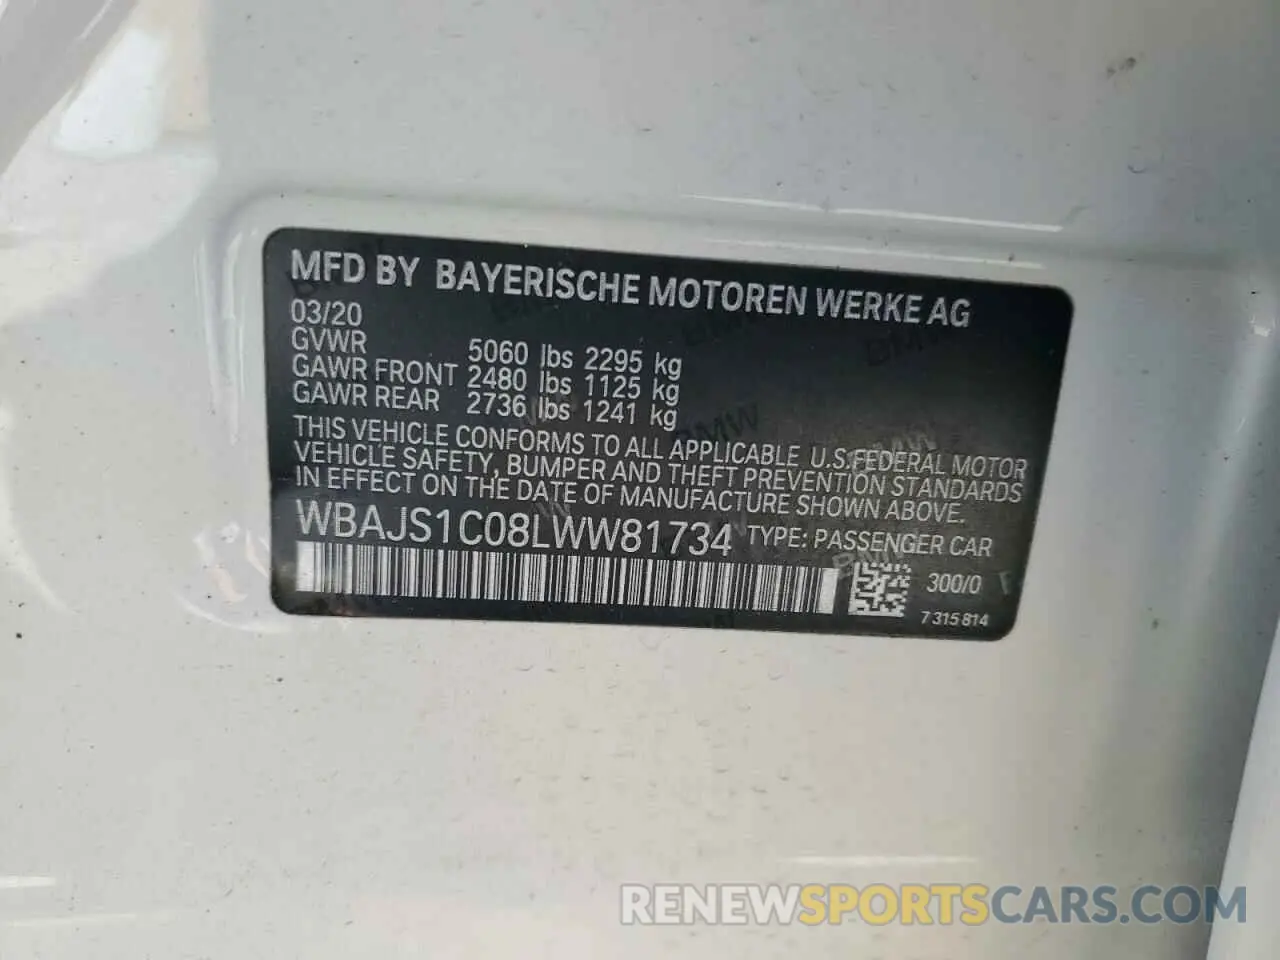 MFD BY BAYERISCHE MOTOREN WERKE AG
03/20
GVWR 5060 lbs 2295 kg
GAWR FRONT 2480 lbs 1125 kg
GAWR REAR 2736 lbs 1241 kg
THIS VEHICLE CONFORMS TO ALL APPLICABLE U.S.FEDERAL MOTOR
VEHICLE SAFETY, BUMPER AND THEFT PREVENTION STANDARDS
IN EFFECT ON THE DATE OF MANUFACTURE SHOWN ABOVE.
WBAJS1C08LWW81734 TYPE: PASSENGER CAR
300/0
7 315 814
RENEWSPORTSCARS.COM